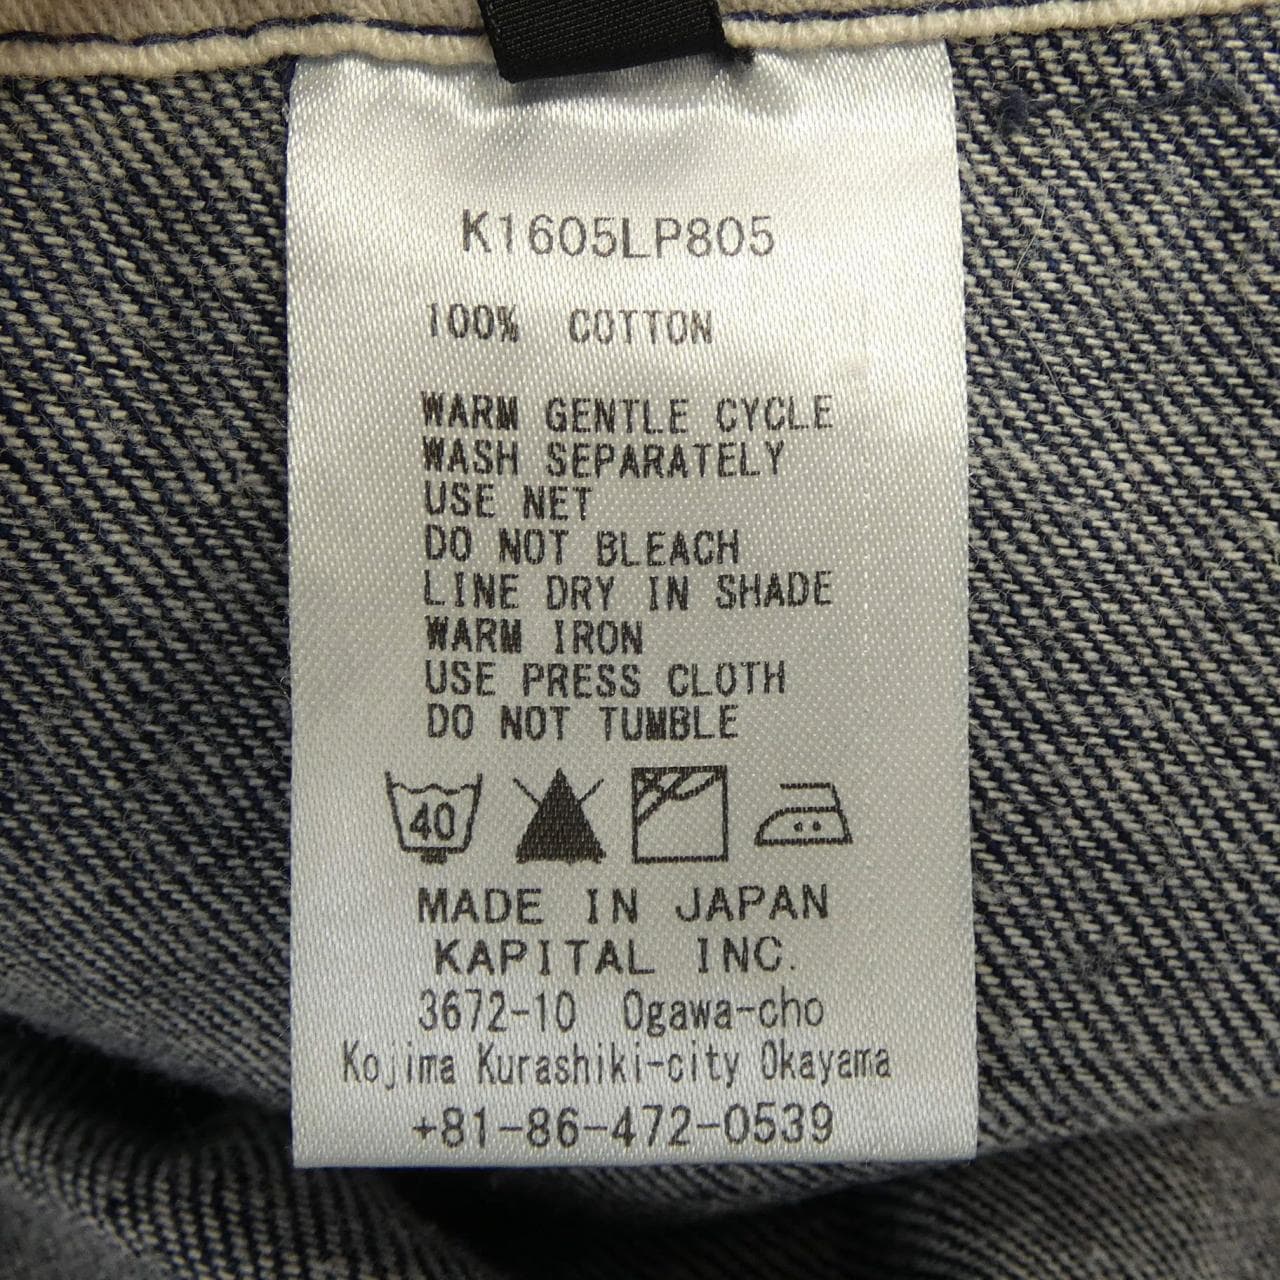 K1605LP805
100% COTTON
WARM GENTLE CYCLE
WASH SEPARATELY
USE NET
DO NOT BLEACH
LINE DRY IN SHADE
WARM IRON
USE PRESS CLOTH
DO NOT TUMBLE
40
MADE IN JAPAN
KAPITAL INC.
3672-10 Ogawa-cho
Kojima Kurashiki-city Okayama
+81-86-472-0539